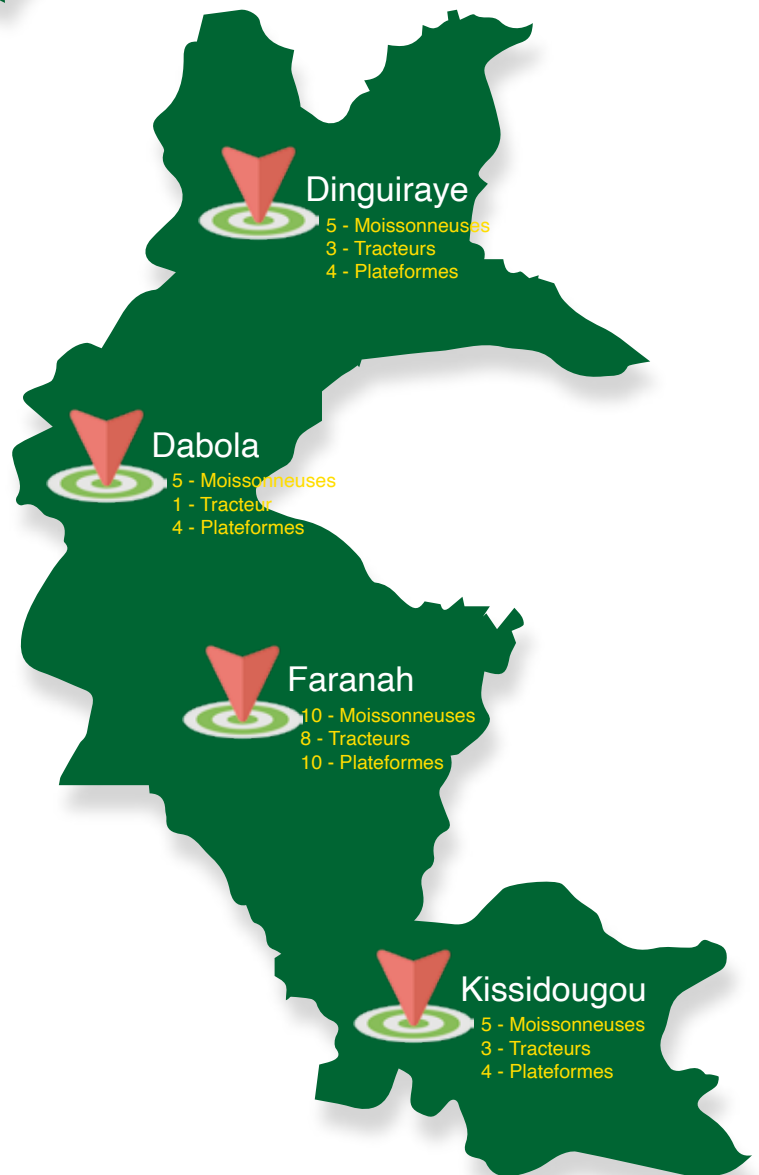 Dinguiraye
5 - Moissonneuses
3 - Tracteurs
4 - Plateformes
Dabola
5 - Moissonneuses
1 - Tracteur
4 - Plateformes
Faranah
10 - Moissonneuses
8 - Tracteurs
10 - Plateformes
Kissidougou
5 - Moissonneuses
3 - Tracteurs
4 - Plateformes